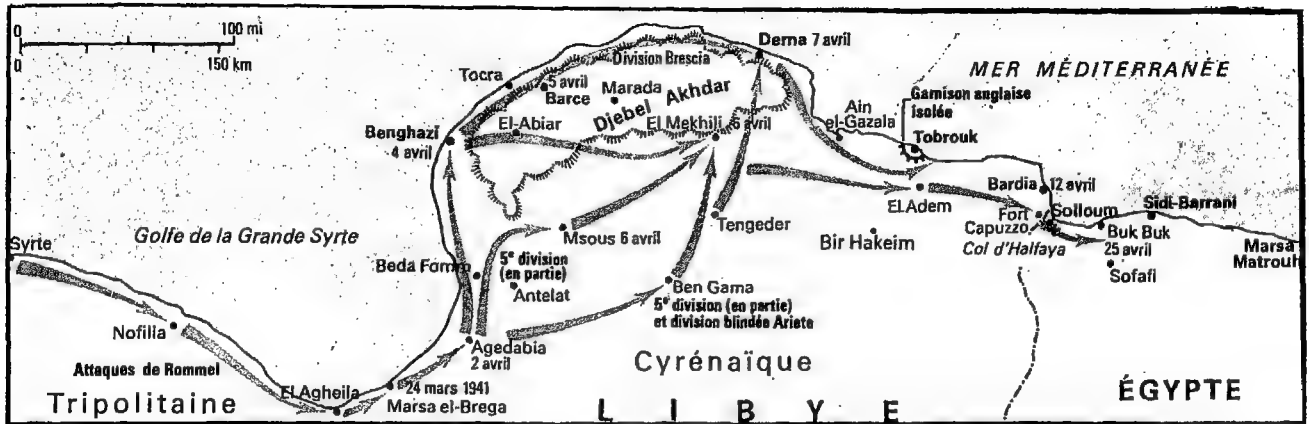 0 100 mi
0 150 km
Derna 7 avril
Division Brescia
MER MÉDITERRANÉE
Tocra
5 avril
Barce
Marada
Djebel Akhdar
Garnison anglaise
isolée
Ain
el-Gazala
Tobrouk
Benghazi
4 avril
El-Abiar
El Mekhili 6 avril
Bardia 12 avril
El Adem
Fort
Capuzzo
Solloum
Sidi-Barrani
Tengeder
Buk Buk
25 avril
Bir Hakeim
Col d'Halfaya
Marsa
Matrouh
Sofafi
Syrte
Golfe de la Grande Syrte
Msous 6 avril
Beda Fomm
5e division
(en partie)
Antelat
Ben Gama
5e division (en partie)
et division blindée Ariete
Nofilla
Agedabia
2 avril
Cyrénaïque
Attaques de Rommel
El Agheila
24 mars 1941
Marsa el-Brega
Tripolitaine
LIBYE
ÉGYPTE